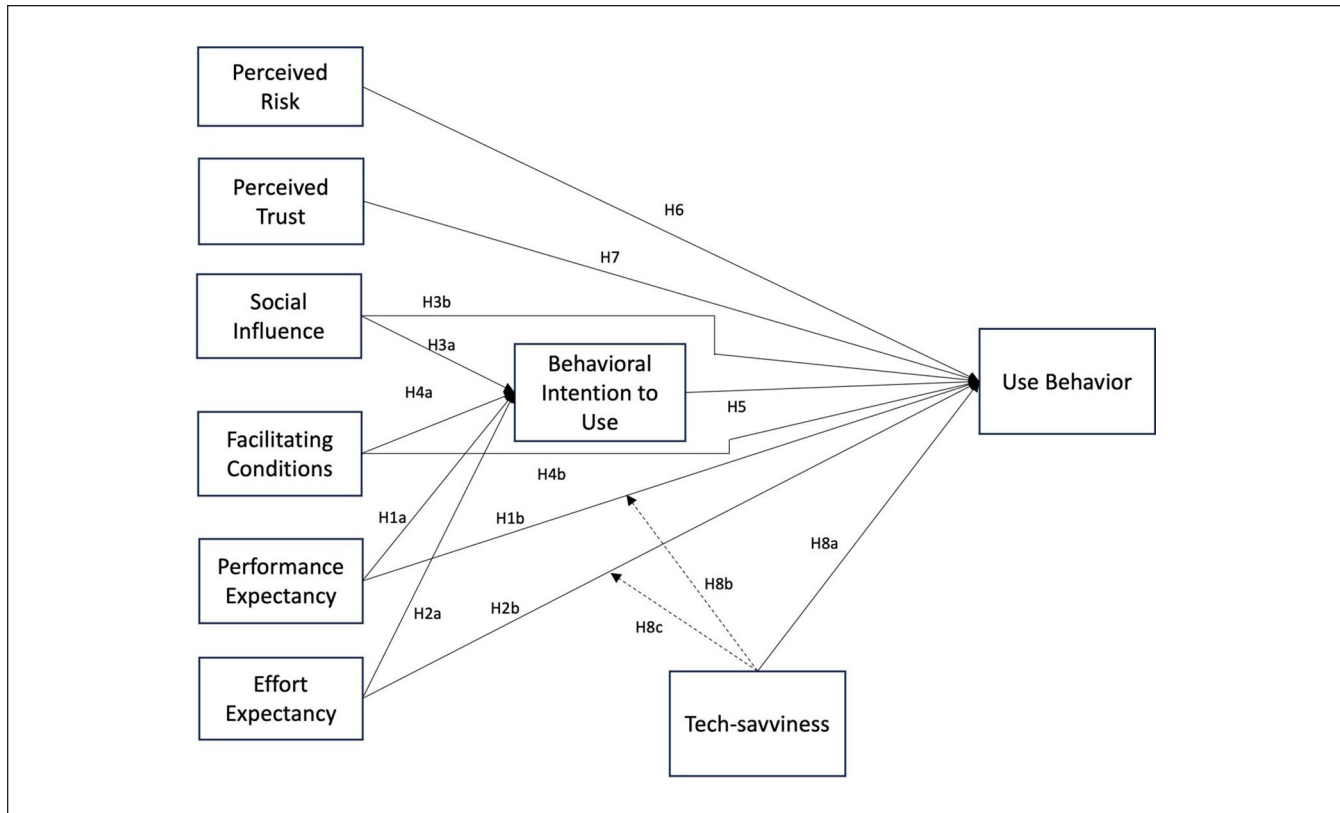 Perceived
Risk
Perceived
Trust
H6
H7
Social
Influence
H3b
H3a
Behavioral
Intention to
Use
Use Behavior
H4a
H5
Facilitating
Conditions
H4b
H1a
H1b
Performance
Expectancy
H8a
H8b
H2a
H2b
H8c
Effort
Expectancy
Tech-savviness